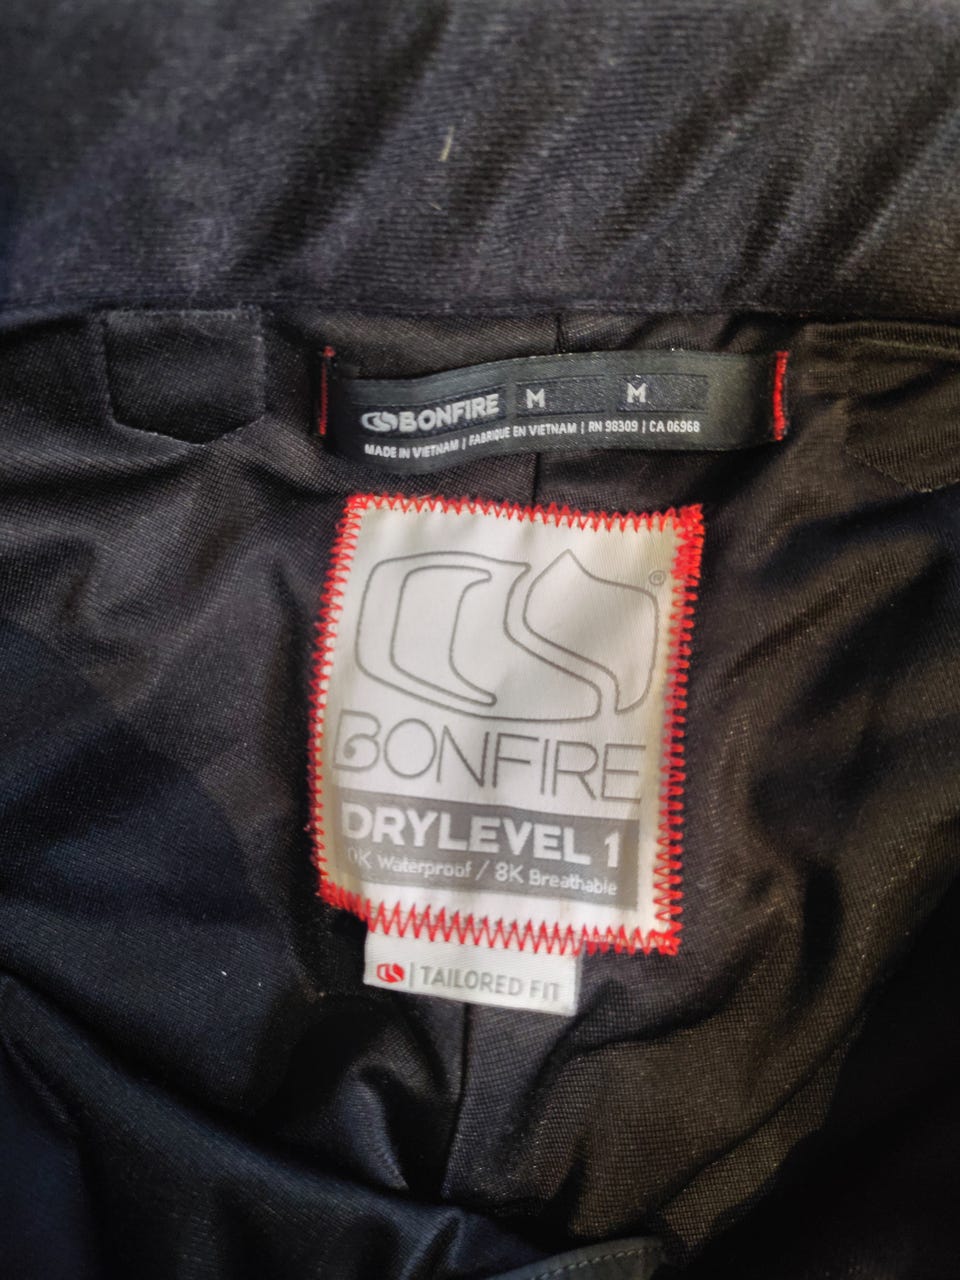 BONFIRE M M
MADE IN VIETNAM | FABRIQUE EN VIETNAM | RN 98309 | CA 06968
®
BONFIRE
DRYLEVEL 1
Waterproof / 8K Breathable
| TAILORED FIT